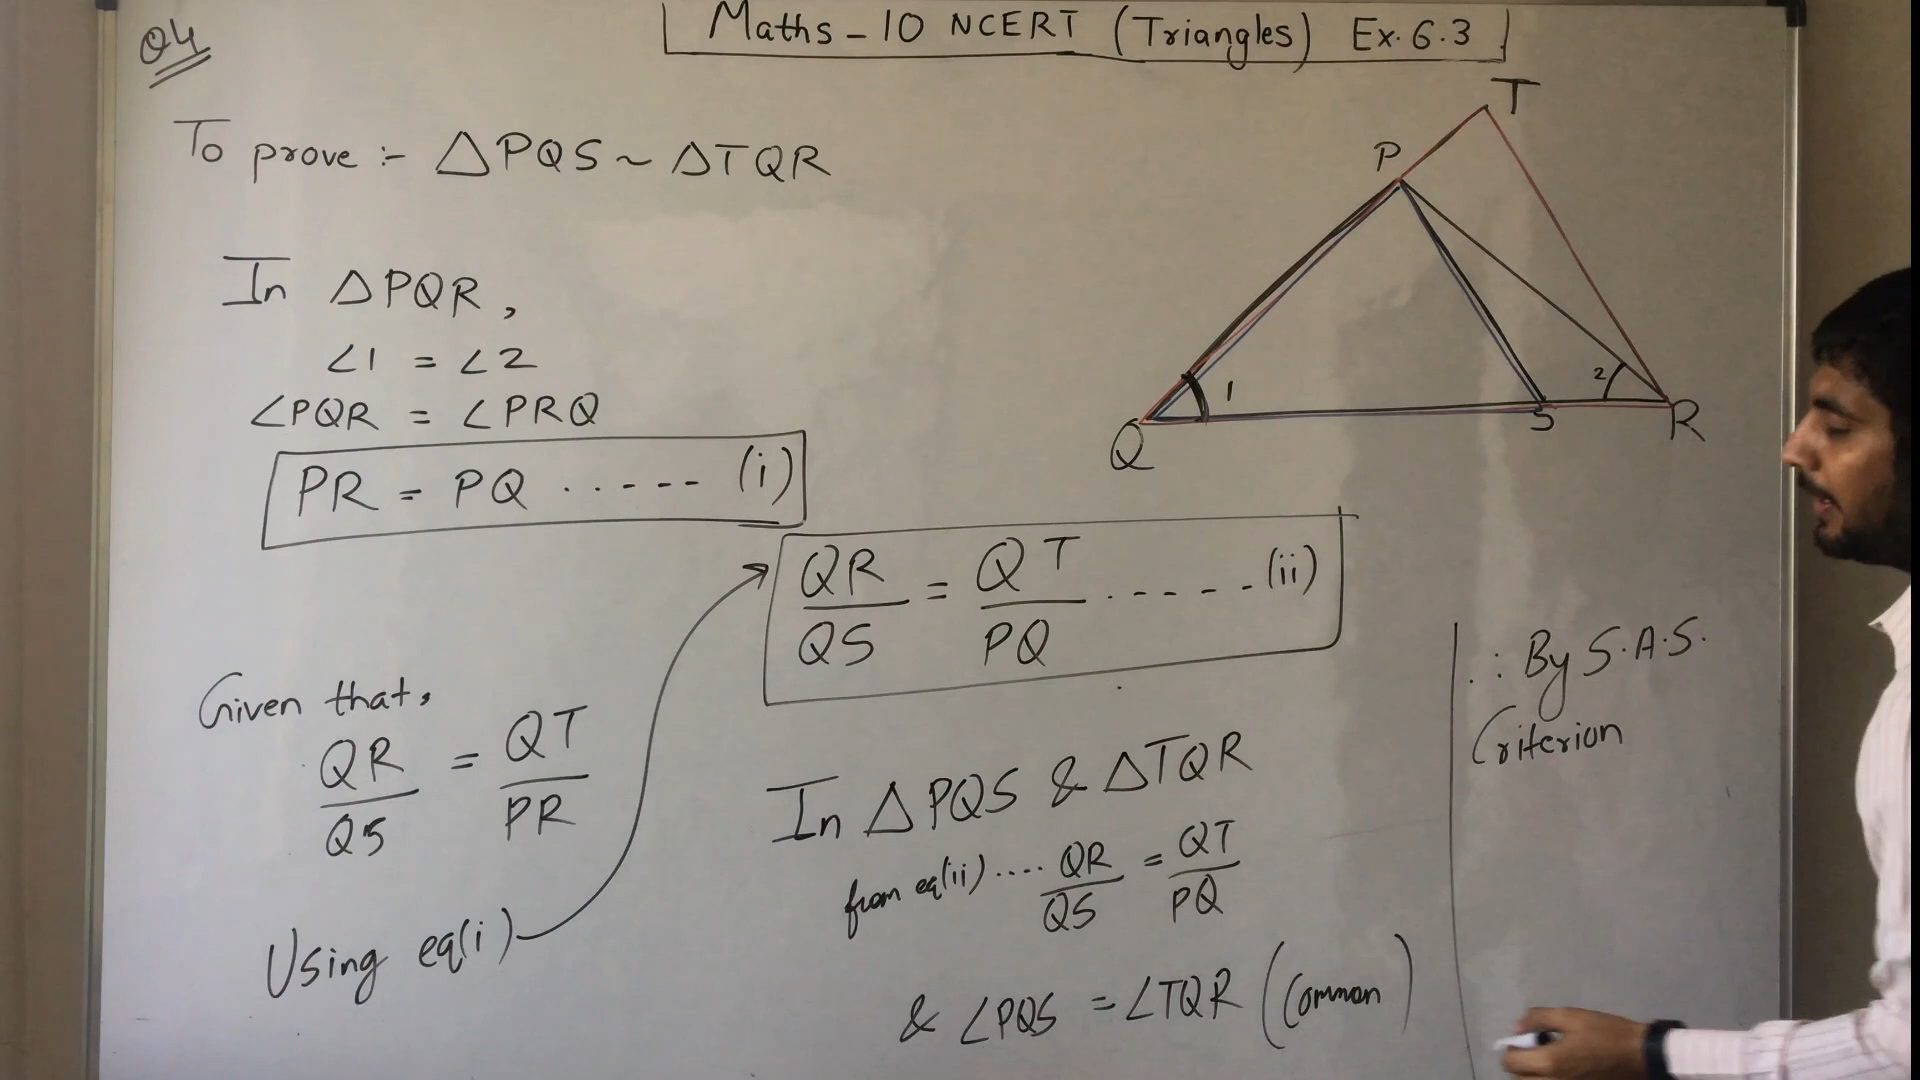 Q4
Maths - 10 NCERT (Triangles) Ex. 6.3
To prove :- △PQS ~ △TQR
In △PQR,
∠1 = ∠2
∠PQR = ∠PRQ
PR = PQ ..---- (i)
Given that,
QR/QS = QT/PR
Using eq(i)
T
P
1
2
Q
S
R
QR/QS = QT/PQ ..---- (ii)
In △PQS & △TQR
from eq(ii) .... QR/QS = QT/PQ
& ∠PQS = ∠TQR (Common)
∴ By S.A.S.
Criterion